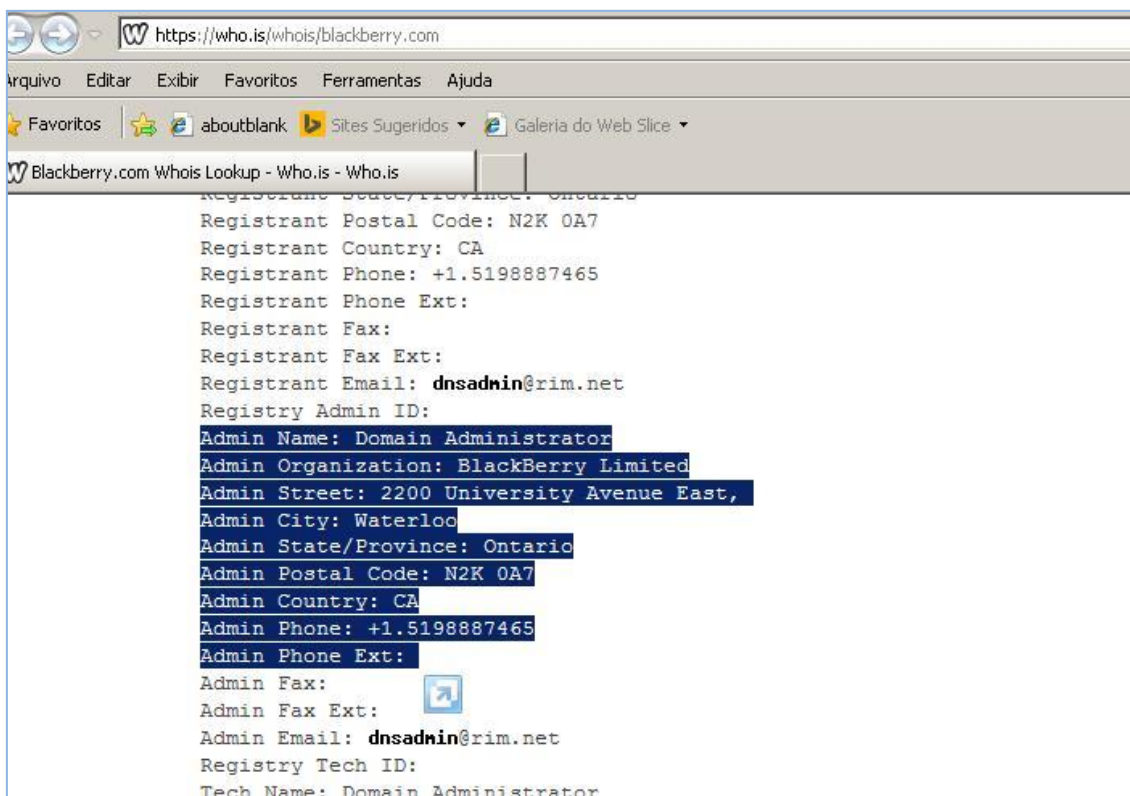 https://who.is/whois/blackberry.com
Arquivo Editar Exibir Favoritos Ferramentas Ajuda
Favoritos aboutblank Sites Sugeridos Galeria do Web Slice
Blackberry.com Whois Lookup - Who.is - Who.is
Registrant State/Province: Ontario
Registrant Postal Code: N2K 0A7
Registrant Country: CA
Registrant Phone: +1.5198887465
Registrant Phone Ext:
Registrant Fax:
Registrant Fax Ext:
Registrant Email: dnsadmin@rim.net
Registry Admin ID:
Admin Name: Domain Administrator
Admin Organization: BlackBerry Limited
Admin Street: 2200 University Avenue East,
Admin City: Waterloo
Admin State/Province: Ontario
Admin Postal Code: N2K 0A7
Admin Country: CA
Admin Phone: +1.5198887465
Admin Phone Ext:
Admin Fax:
Admin Fax Ext:
Admin Email: dnsadmin@rim.net
Registry Tech ID:
Tech Name: Domain Administrator